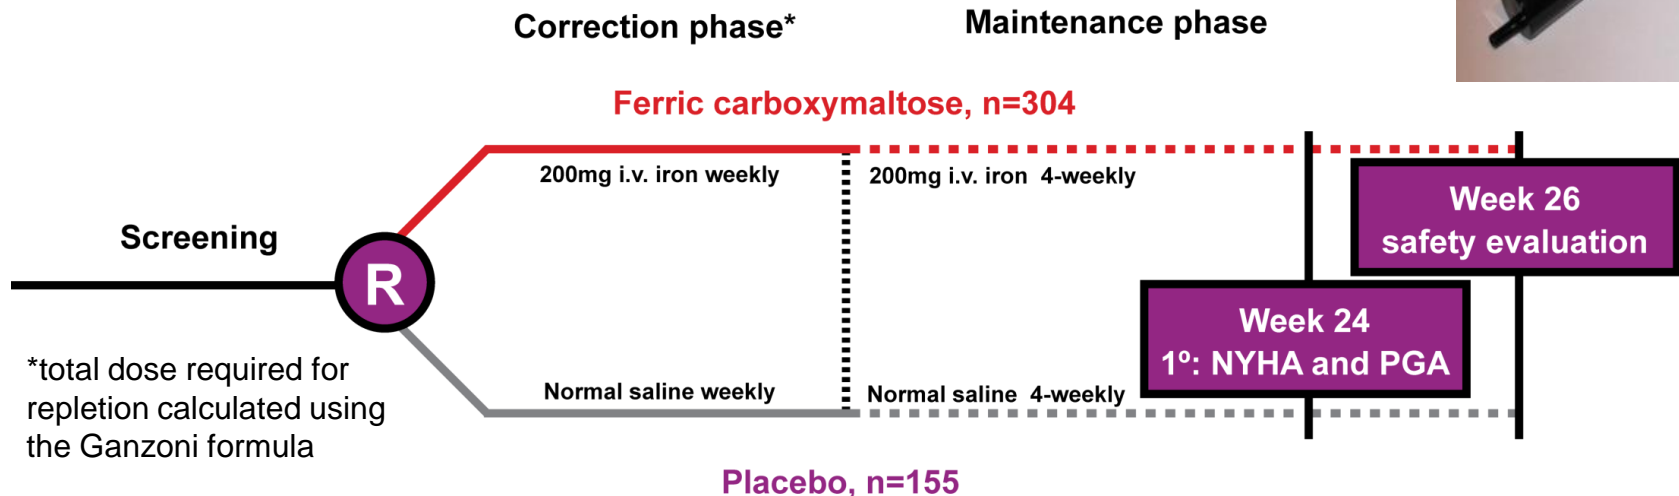 Correction phase*
Maintenance phase
Ferric carboxymaltose, n=304
200mg i.v. iron weekly
200mg i.v. iron 4-weekly
Week 26
safety evaluation
Screening
R
Week 24
1º: NYHA and PGA
*total dose required for
repletion calculated using
the Ganzoni formula
Normal saline weekly
Normal saline 4-weekly
Placebo, n=155